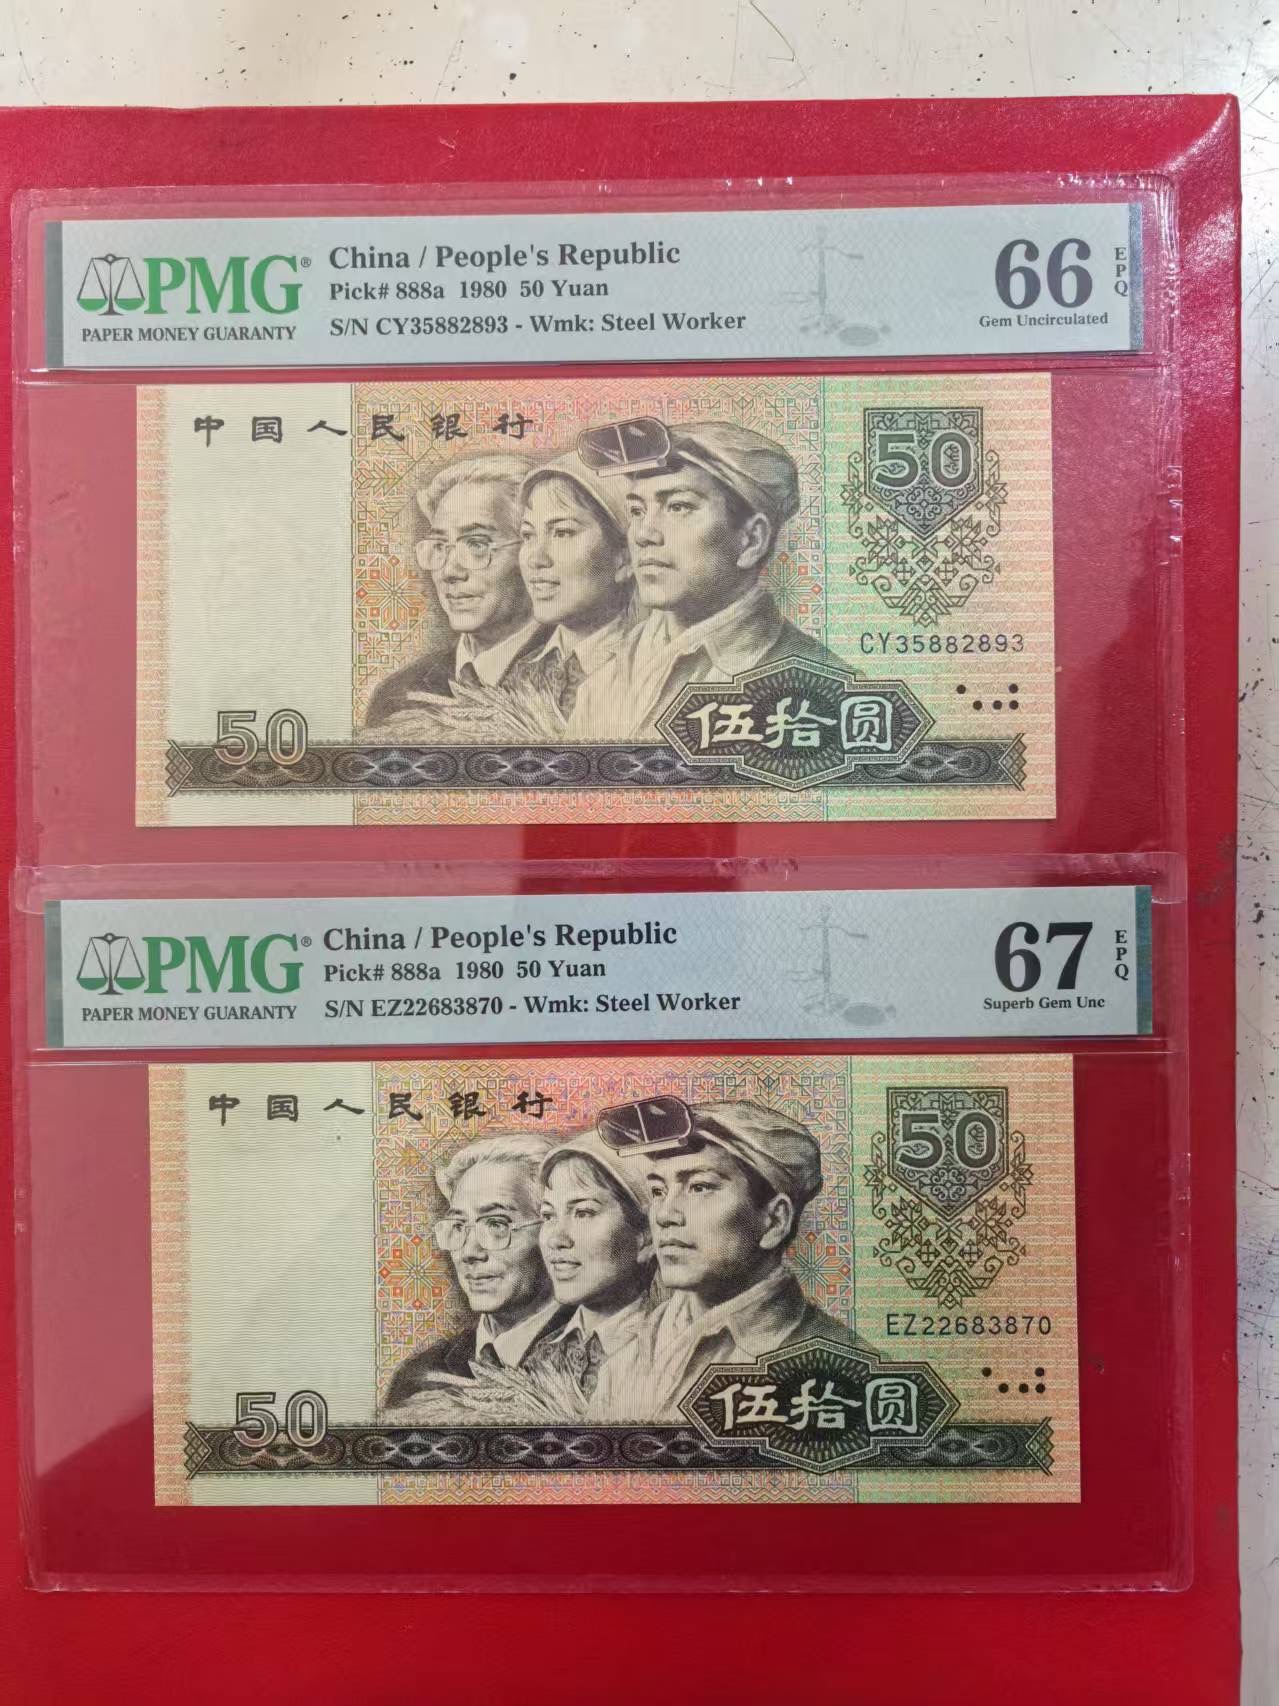 PMG®
PAPER MONEY GUARANTY
China / People's Republic
Pick# 888a 1980 50 Yuan
S/N CY35882893 - Wmk: Steel Worker
66 EPQ
Gem Uncirculated
中国人民银行
50
CY35882893
50
伍拾圆
PMG®
PAPER MONEY GUARANTY
China / People's Republic
Pick# 888a 1980 50 Yuan
S/N EZ22683870 - Wmk: Steel Worker
67 EPQ
Superb Gem Unc
中国人民银行
50
EZ22683870
50
伍拾圆